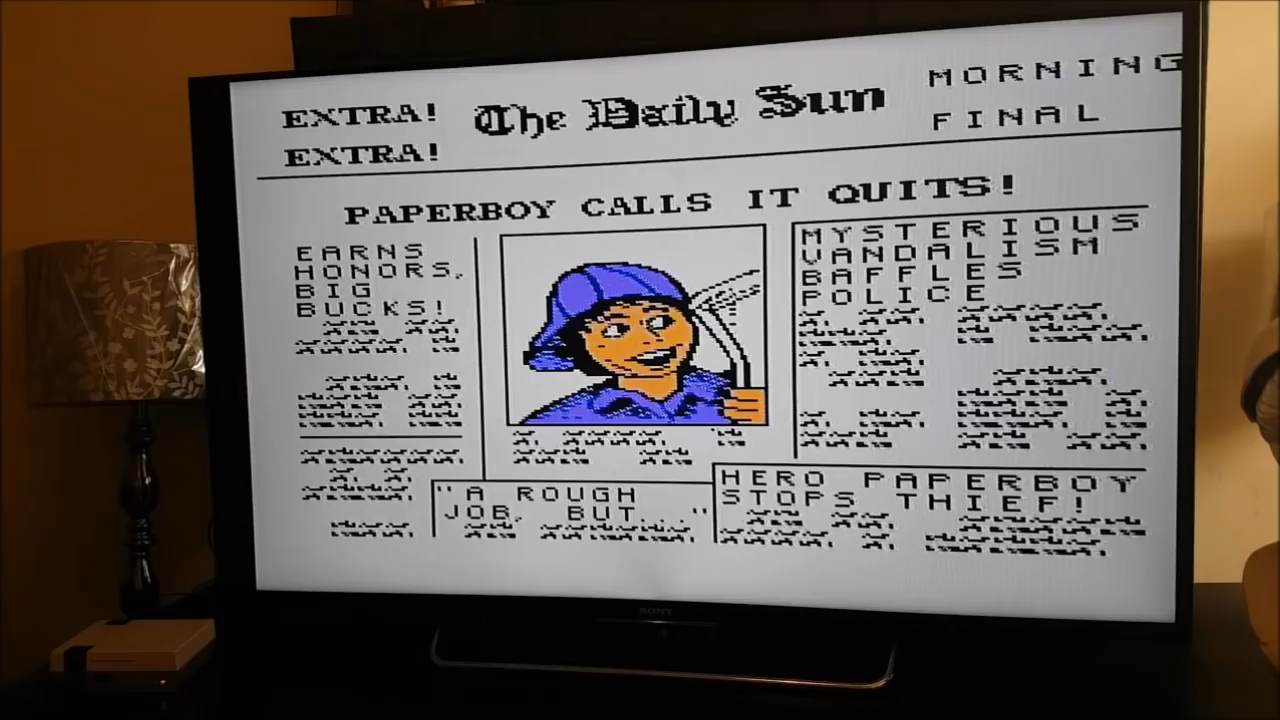 EXTRA!
EXTRA!
The Daily Sun
MORNING
FINAL
PAPERBOY CALLS IT QUITS!
EARNS
HONORS,
BIG
BUCKS!
MYSTERIOUS
VANDALISM
BAFFLES
POLICE
"A ROUGH
JOB, BUT..."
HERO PAPERBOY
STOPS THIEF!
SONY